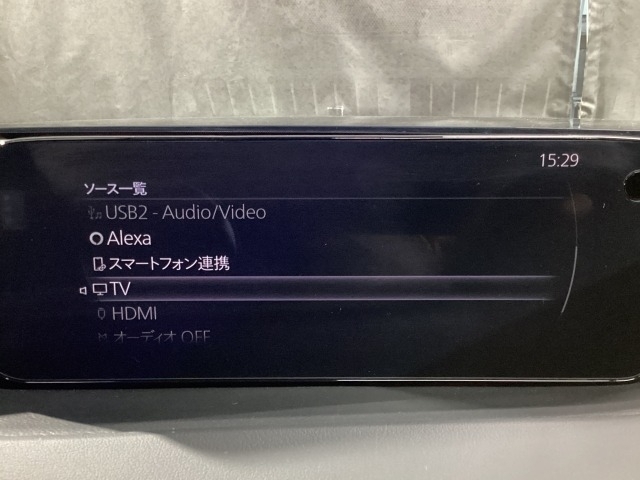 15:29
ソース一覧
USB2 - Audio/Video
Alexa
スマートフォン連携
TV
HDMI
オーディオ OFF